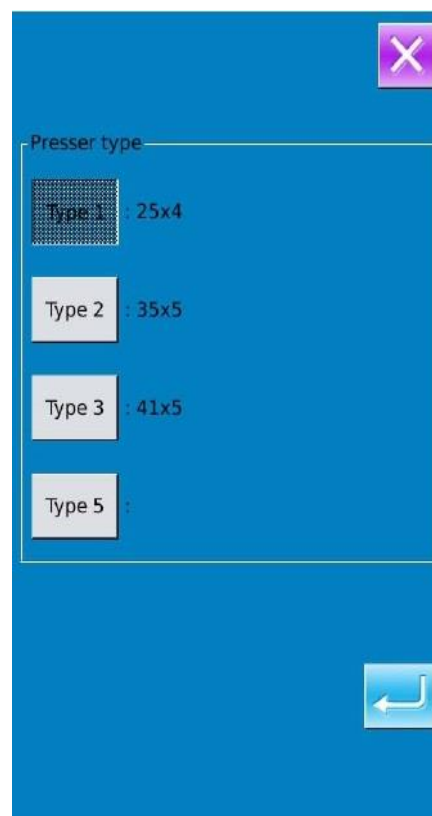 Presser type
Type 1 : 25x4
Type 2 : 35x5
Type 3 : 41x5
Type 5 :